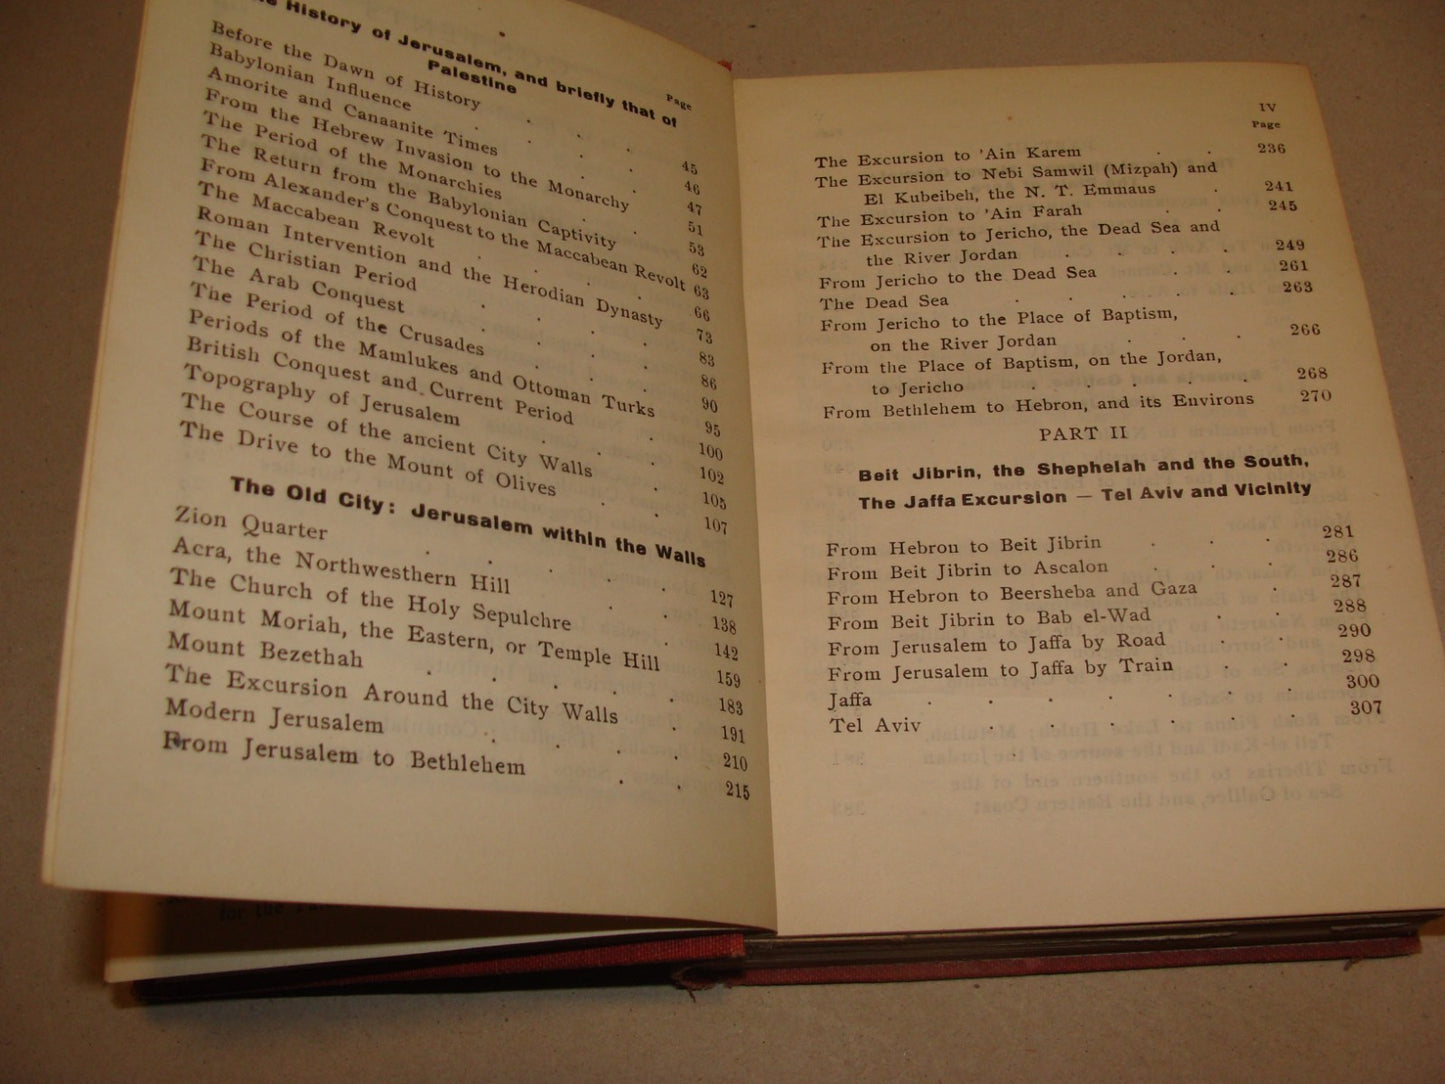 The History of Jerusalem, and briefly that of
Palestine
Page
Before the Dawn of History . . . 45
Babylonian Influence . . . 46
Amorite and Canaanite Times . . 47
From the Hebrew Invasion to the Monarchy 51
The Period of the Monarchies . . 53
The Return from the Babylonian Captivity 62
From Alexander's Conquest to the Maccabean Revolt 63
The Maccabean Revolt . . . . 66
Roman Intervention and the Herodian Dynasty 73
The Christian Period . . . . 83
The Arab Conquest . . . . 86
The Period of the Crusades . . . 90
Periods of the Mamlukes and Ottoman Turks 95
British Conquest and Current Period . 100
Topography of Jerusalem . . . 102
The Course of the ancient City Walls . 105
The Drive to the Mount of Olives . . 107
The Old City: Jerusalem within the Walls
Zion Quarter . . . . . 127
Acra, the Northwesthern Hill . . 138
The Church of the Holy Sepulchre . . 142
Mount Moriah, the Eastern, or Temple Hill 159
Mount Bezethah . . . . . 183
The Excursion Around the City Walls . 191
Modern Jerusalem . . . . 210
From Jerusalem to Bethlehem . . 215
IV
Page
The Excursion to 'Ain Karem . . 236
The Excursion to Nebi Samwil (Mizpah) and
El Kubeibeh, the N. T. Emmaus . 241
The Excursion to 'Ain Farah . . 245
The Excursion to Jericho, the Dead Sea and
the River Jordan . . . . 249
From Jericho to the Dead Sea . . 261
The Dead Sea . . . . . 263
From Jericho to the Place of Baptism,
on the River Jordan . . . 266
From the Place of Baptism, on the Jordan,
to Jericho . . . . . 268
From Bethlehem to Hebron, and its Environs 270
PART II
Beit Jibrin, the Shephelah and the South,
The Jaffa Excursion — Tel Aviv and Vicinity
From Hebron to Beit Jibrin . . . 281
From Beit Jibrin to Ascalon . . . 286
From Hebron to Beersheba and Gaza . 287
From Beit Jibrin to Bab el-Wad . . 288
From Jerusalem to Jaffa by Road . . 290
From Jerusalem to Jaffa by Train . . 298
Jaffa . . . . . . . 300
Tel Aviv . . . . . . 307